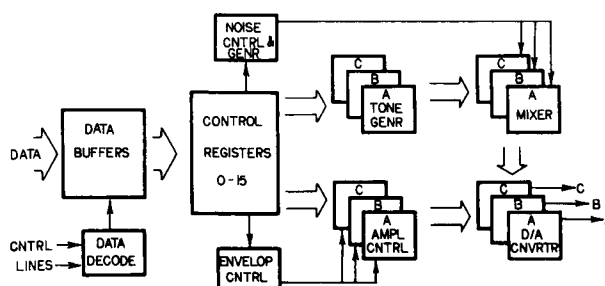 NOISE
CNTRL &
GENR
C
B
A
TONE
GENR
C
B
A
MIXER
DATA
DATA
BUFFERS
CONTROL
REGISTERS
0-15
CNTRL
LINES
DATA
DECODE
ENVELOP
CNTRL
C
B
A
AMPL
CNTRL
C
B
A
D/A
CNVRTR
C
B